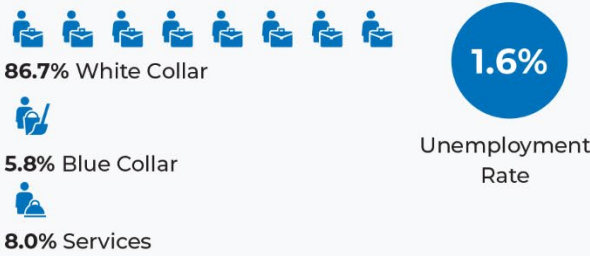 86.7% White Collar
1.6%
5.8% Blue Collar
Unemployment
Rate
8.0% Services